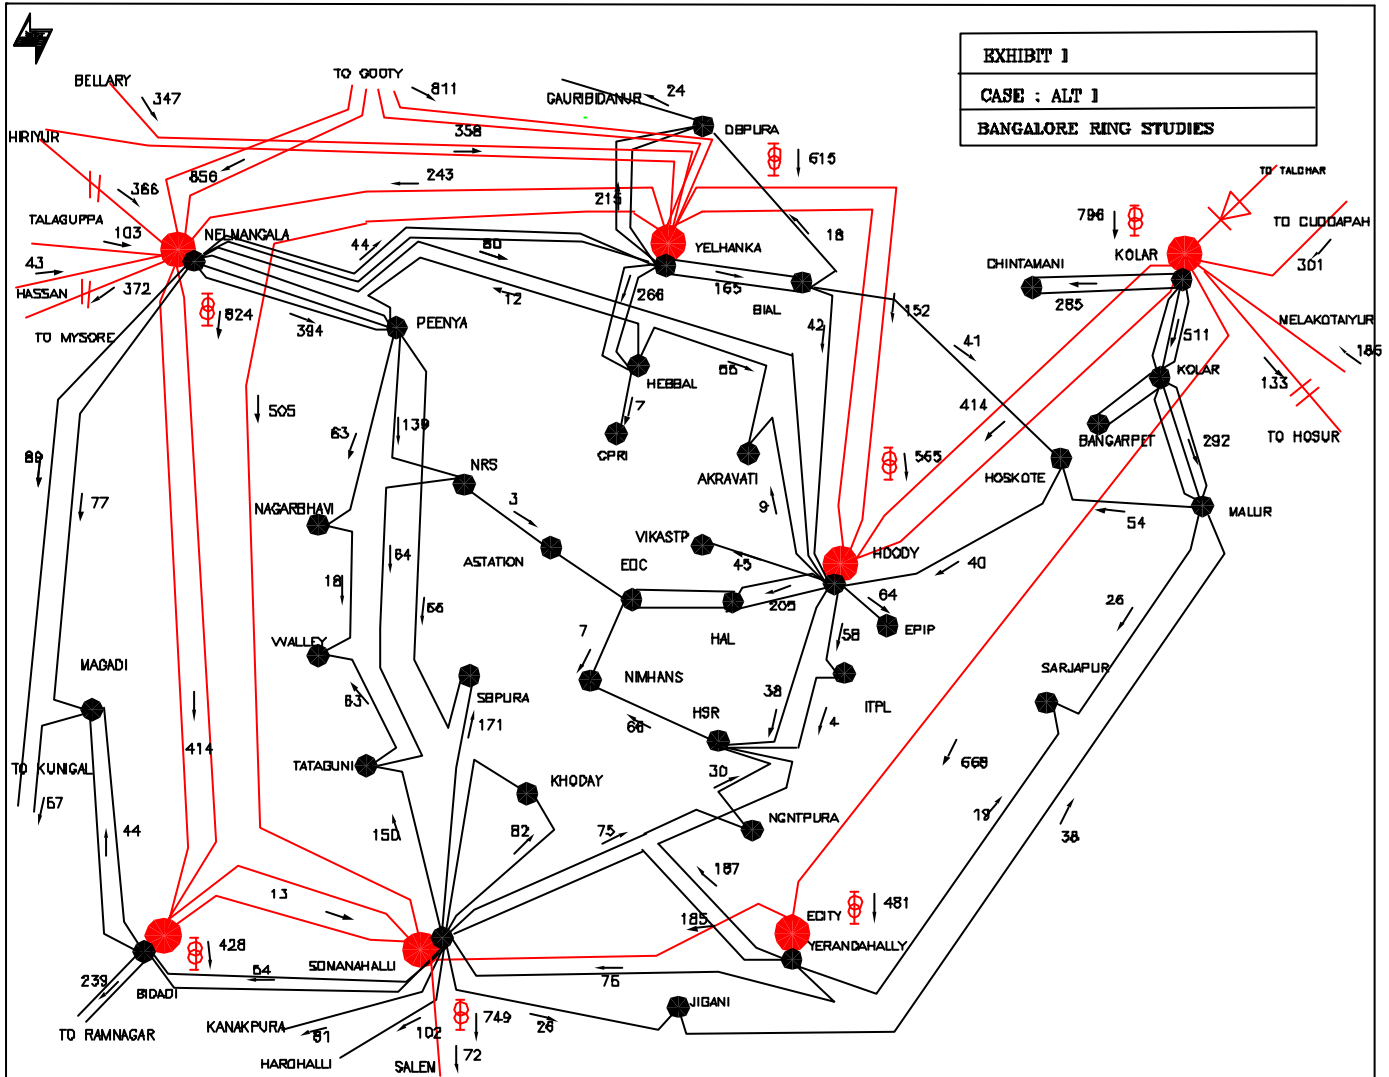 EXHIBIT 1
CASE : ALT 1
BANGALORE RING STUDIES
BELLARY
347
TO GOOTY
811
GAURIBIDANUR
24
DBPURA
HIRIYUR
358
615
TO TALCHAR
856
243
366
215
796
TO CUDDAPAH
TALAGUPPA
103
NELMANGALA
44
80
YELHANKA
18
KOLAR
301
43
HASSAN
372
12
266
165
BIAL
CHINTAMANI
285
824
394
PEENYA
42
152
511
MELAKOTAIYUR
186
TO MYSORE
41
HEBBAL
66
KOLAR
133
505
63
139
7
CPRI
414
BANGARPET
292
TO HOSUR
89
77
NRS
AKRAVATI
565
HOSKOTE
NAGARBHAVI
3
9
54
MALUR
ASTATION
VIKASTP
HOODY
18
64
66
EDC
45
205
64
40
HAL
58
EPIP
26
VVALLEY
7
MAGADI
SBPURA
NIMHANS
38
ITPL
SARJAPUR
63
171
HSR
66
4
414
TO KUNIGAL
TATAGUNI
KHODAY
30
668
67
44
150
82
75
NGNTPURA
19
38
187
13
ECITY
481
428
SOMANAHALLI
185
YERANDAHALLY
239
BIDADI
64
76
TO RAMNAGAR
KANAKPURA
81
102
749
26
JIGANI
HAROHALLI
SALEM
72